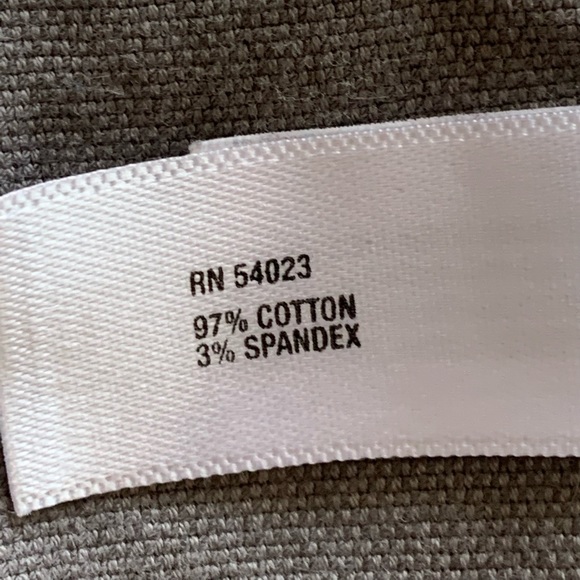 RN 54023
97% COTTON
3% SPANDEX